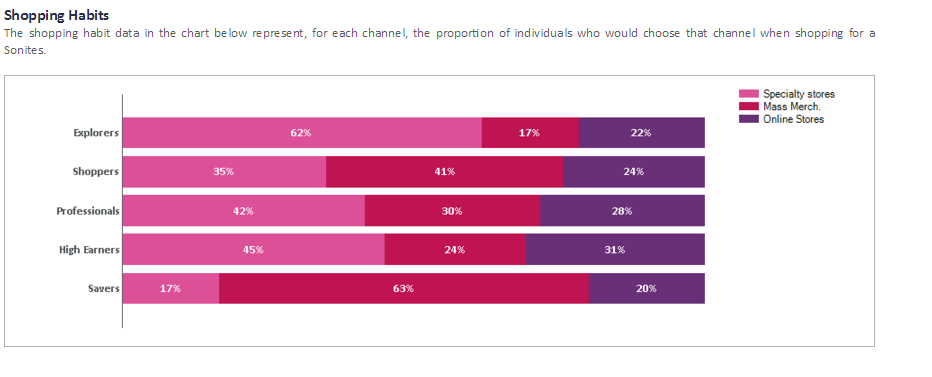 Shopping Habits
The shopping habit data in the chart below represent, for each channel, the proportion of individuals who would choose that channel when shopping for a
Sonites.
Specialty stores
Mass Merch.
Online Stores
Explorers 62% 17% 22%
Shoppers 35% 41% 24%
Professionals 42% 30% 28%
High Earners 45% 24% 31%
Savers 17% 63% 20%